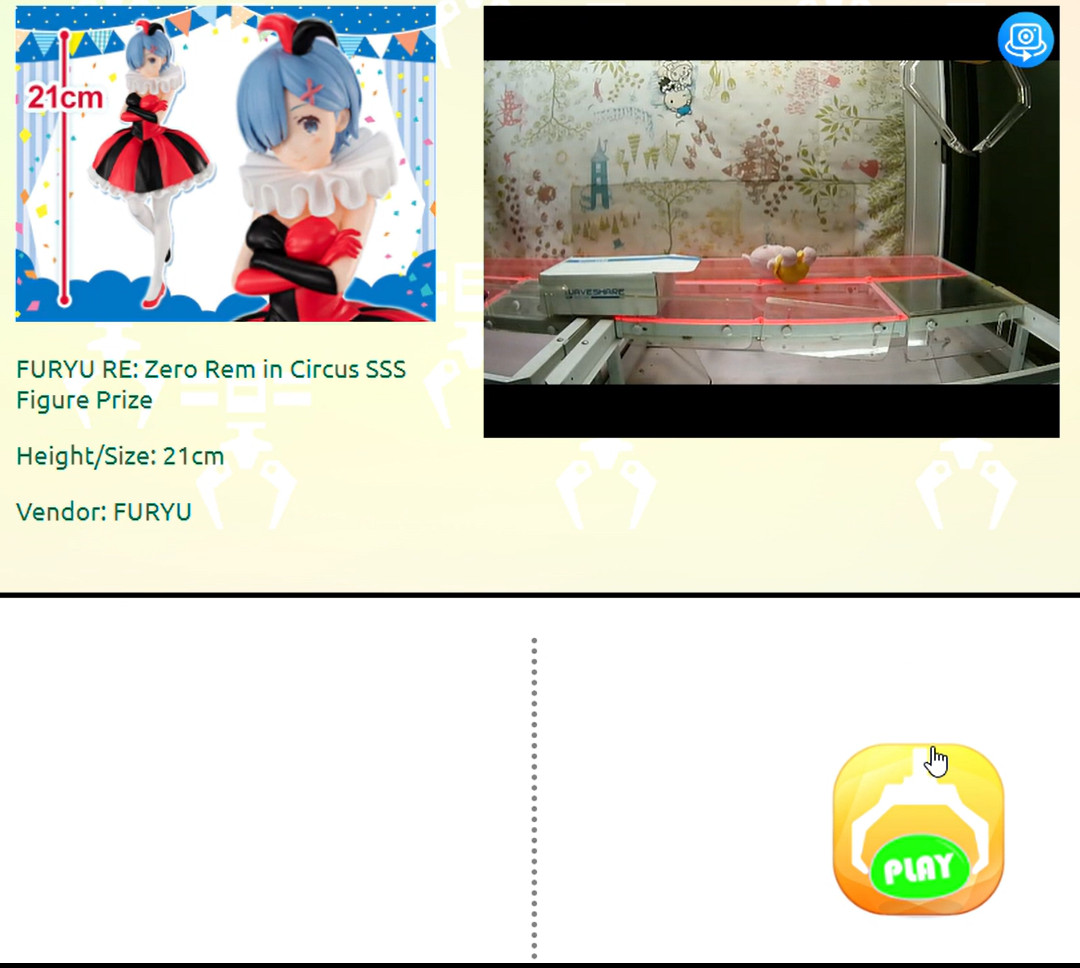 21cm
FURYU RE: Zero Rem in Circus SSS
Figure Prize
Height/Size: 21cm
Vendor: FURYU
WAVESHARE
PLAY